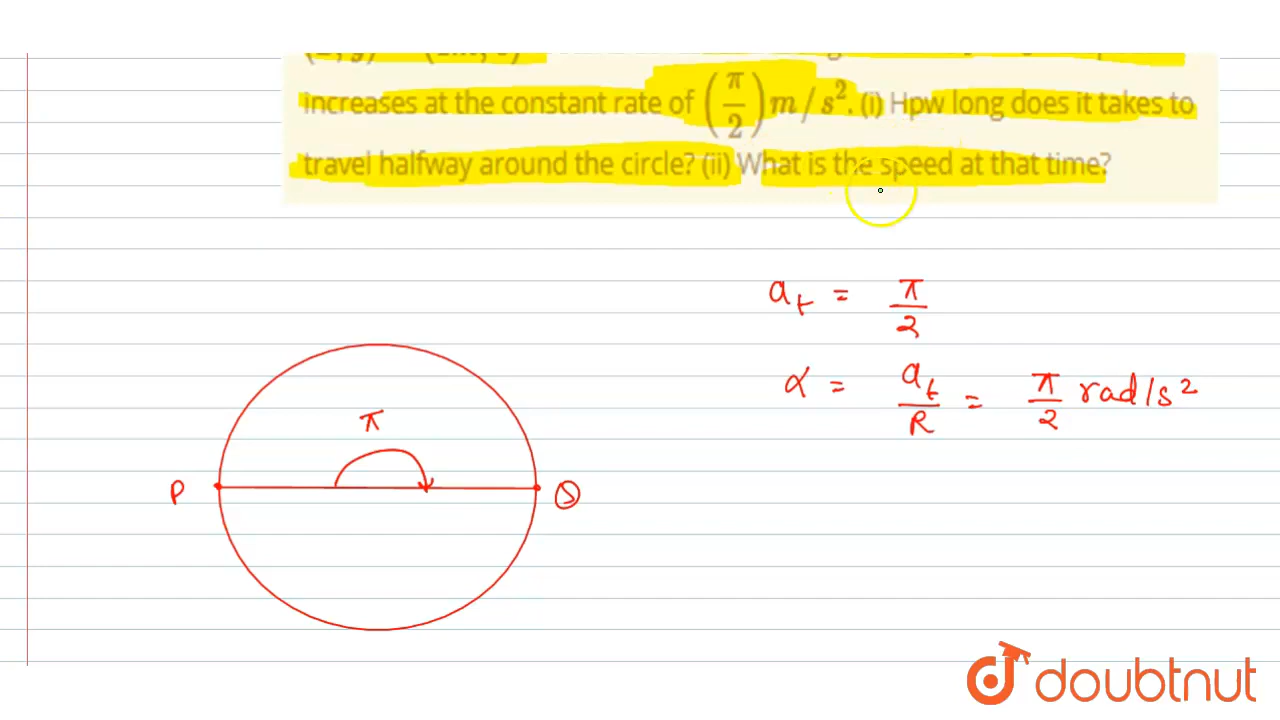 increases at the constant rate of (π/2) m/s². (i) Hpw long does it takes to
travel halfway around the circle? (ii) What is the speed at that time?
a_t = π/2
α = a_t/R = π/2 rad/s²
π
P Q
doubtnut